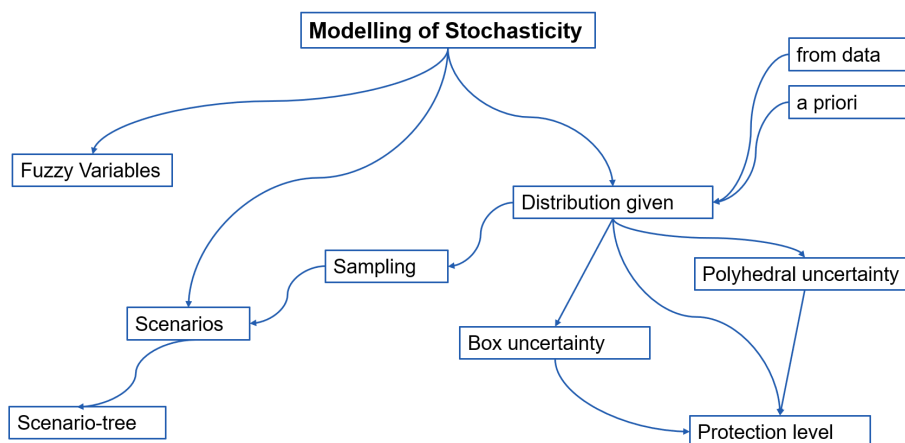 Modelling of Stochasticity
from data
a priori
Fuzzy Variables
Distribution given
Sampling
Polyhedral uncertainty
Scenarios
Box uncertainty
Scenario-tree
Protection level